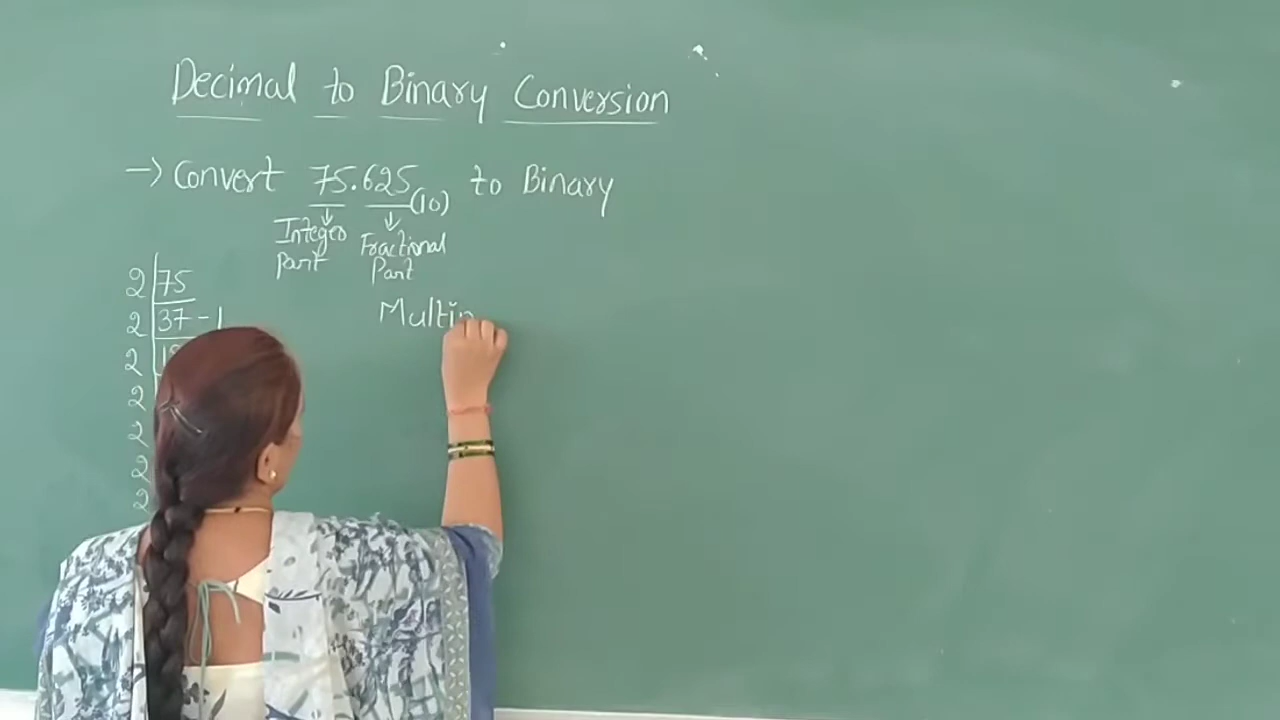 Decimal to Binary Conversion
-> Convert 75.625(10) to Binary
Integer Part
Fractional Part
2 75
2 37 - 1
2
2
2
2
2
Multip